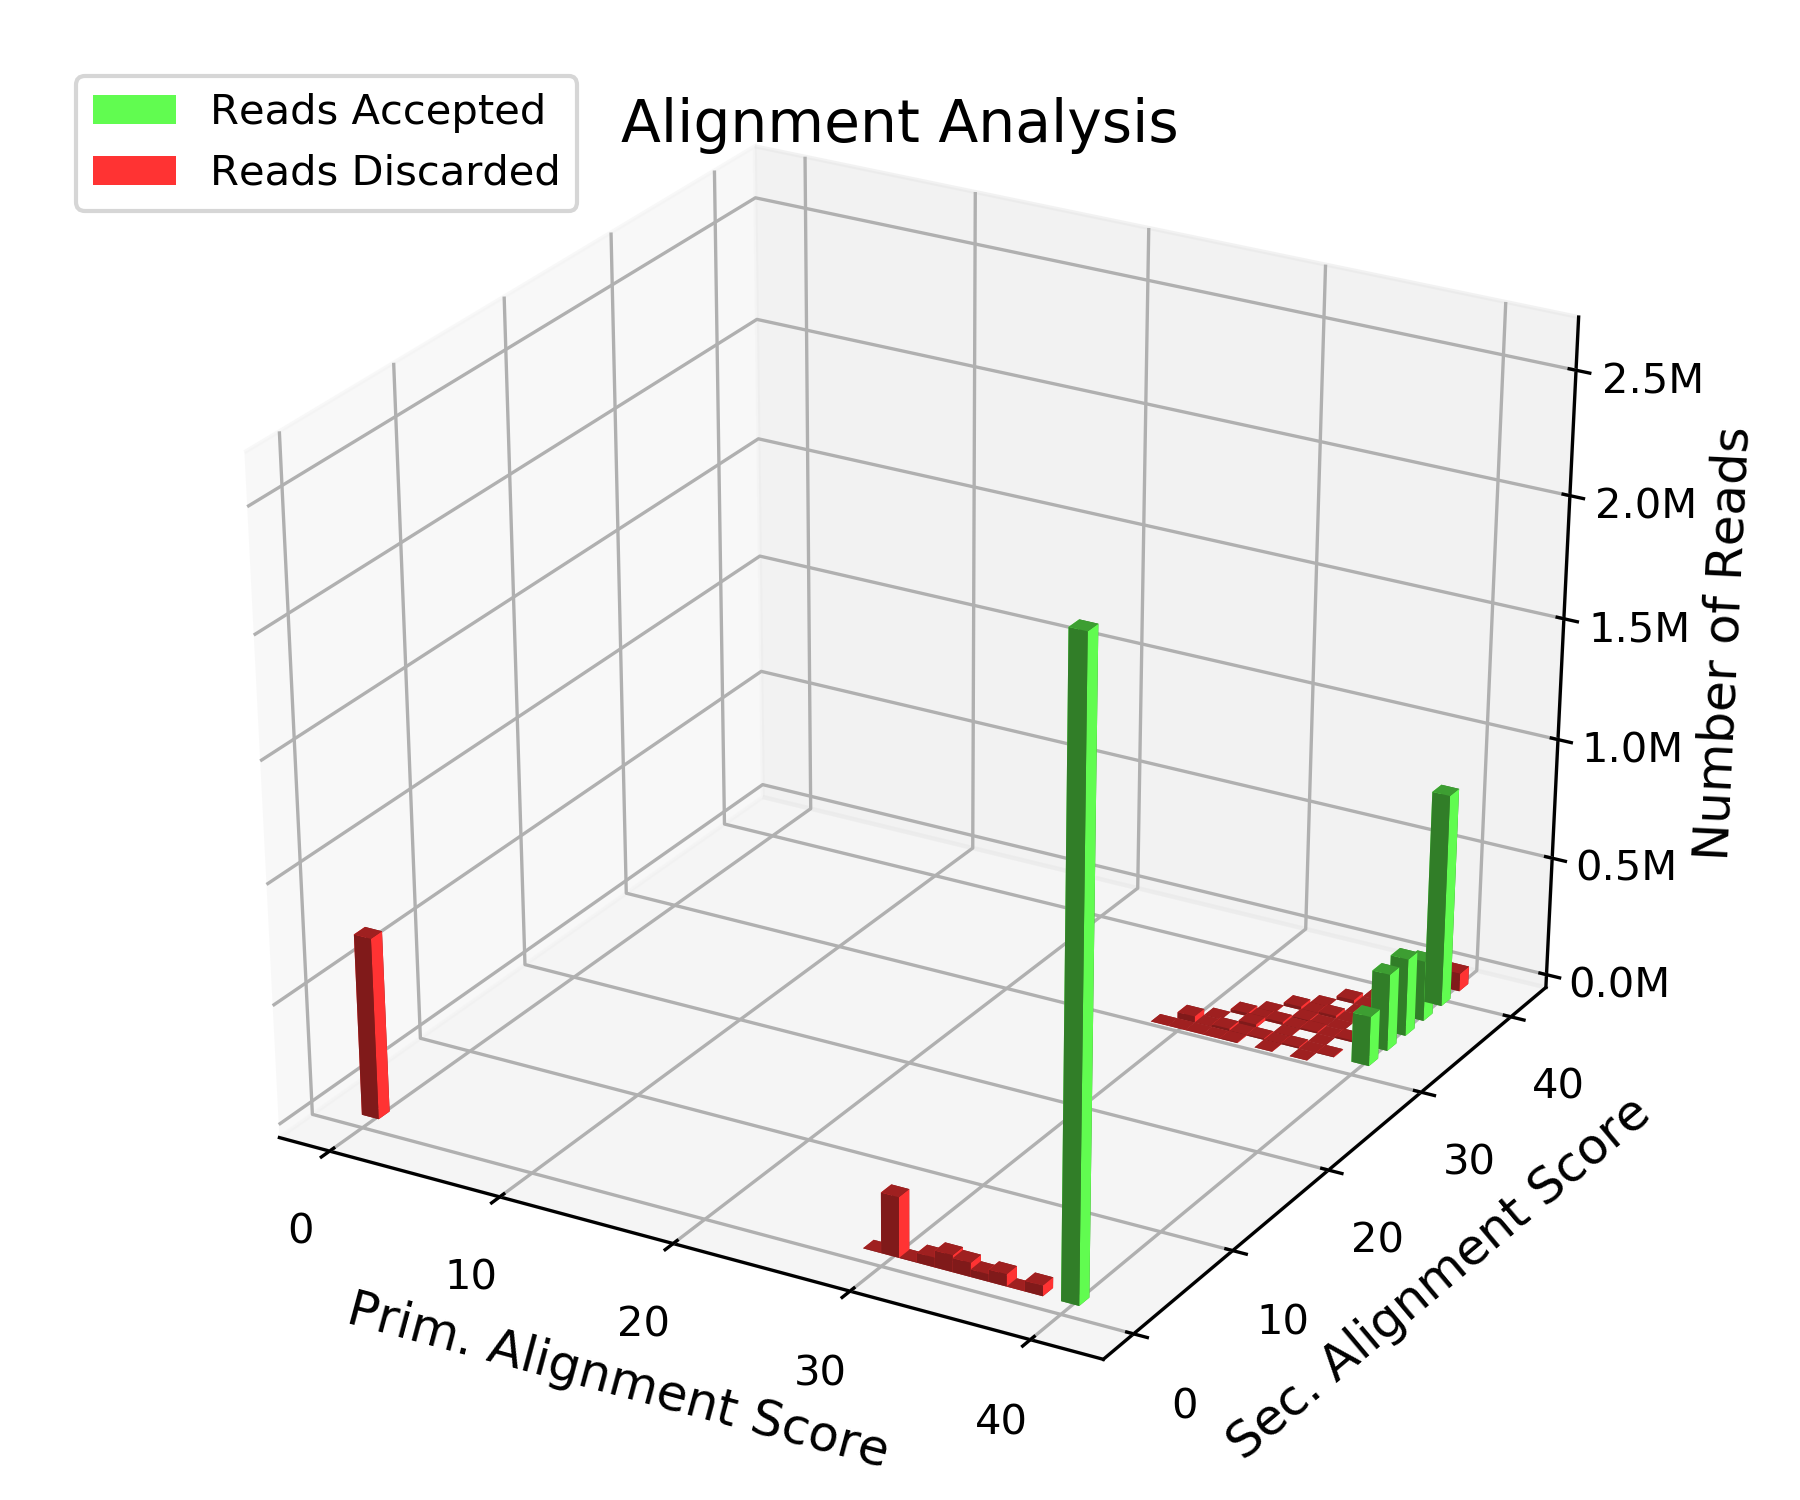 Reads Accepted
Reads Discarded
Alignment Analysis
2.5M
2.0M
1.5M
1.0M
0.5M
0.0M
Number of Reads
0
10
20
30
40
Prim. Alignment Score
0
10
20
30
40
Sec. Alignment Score